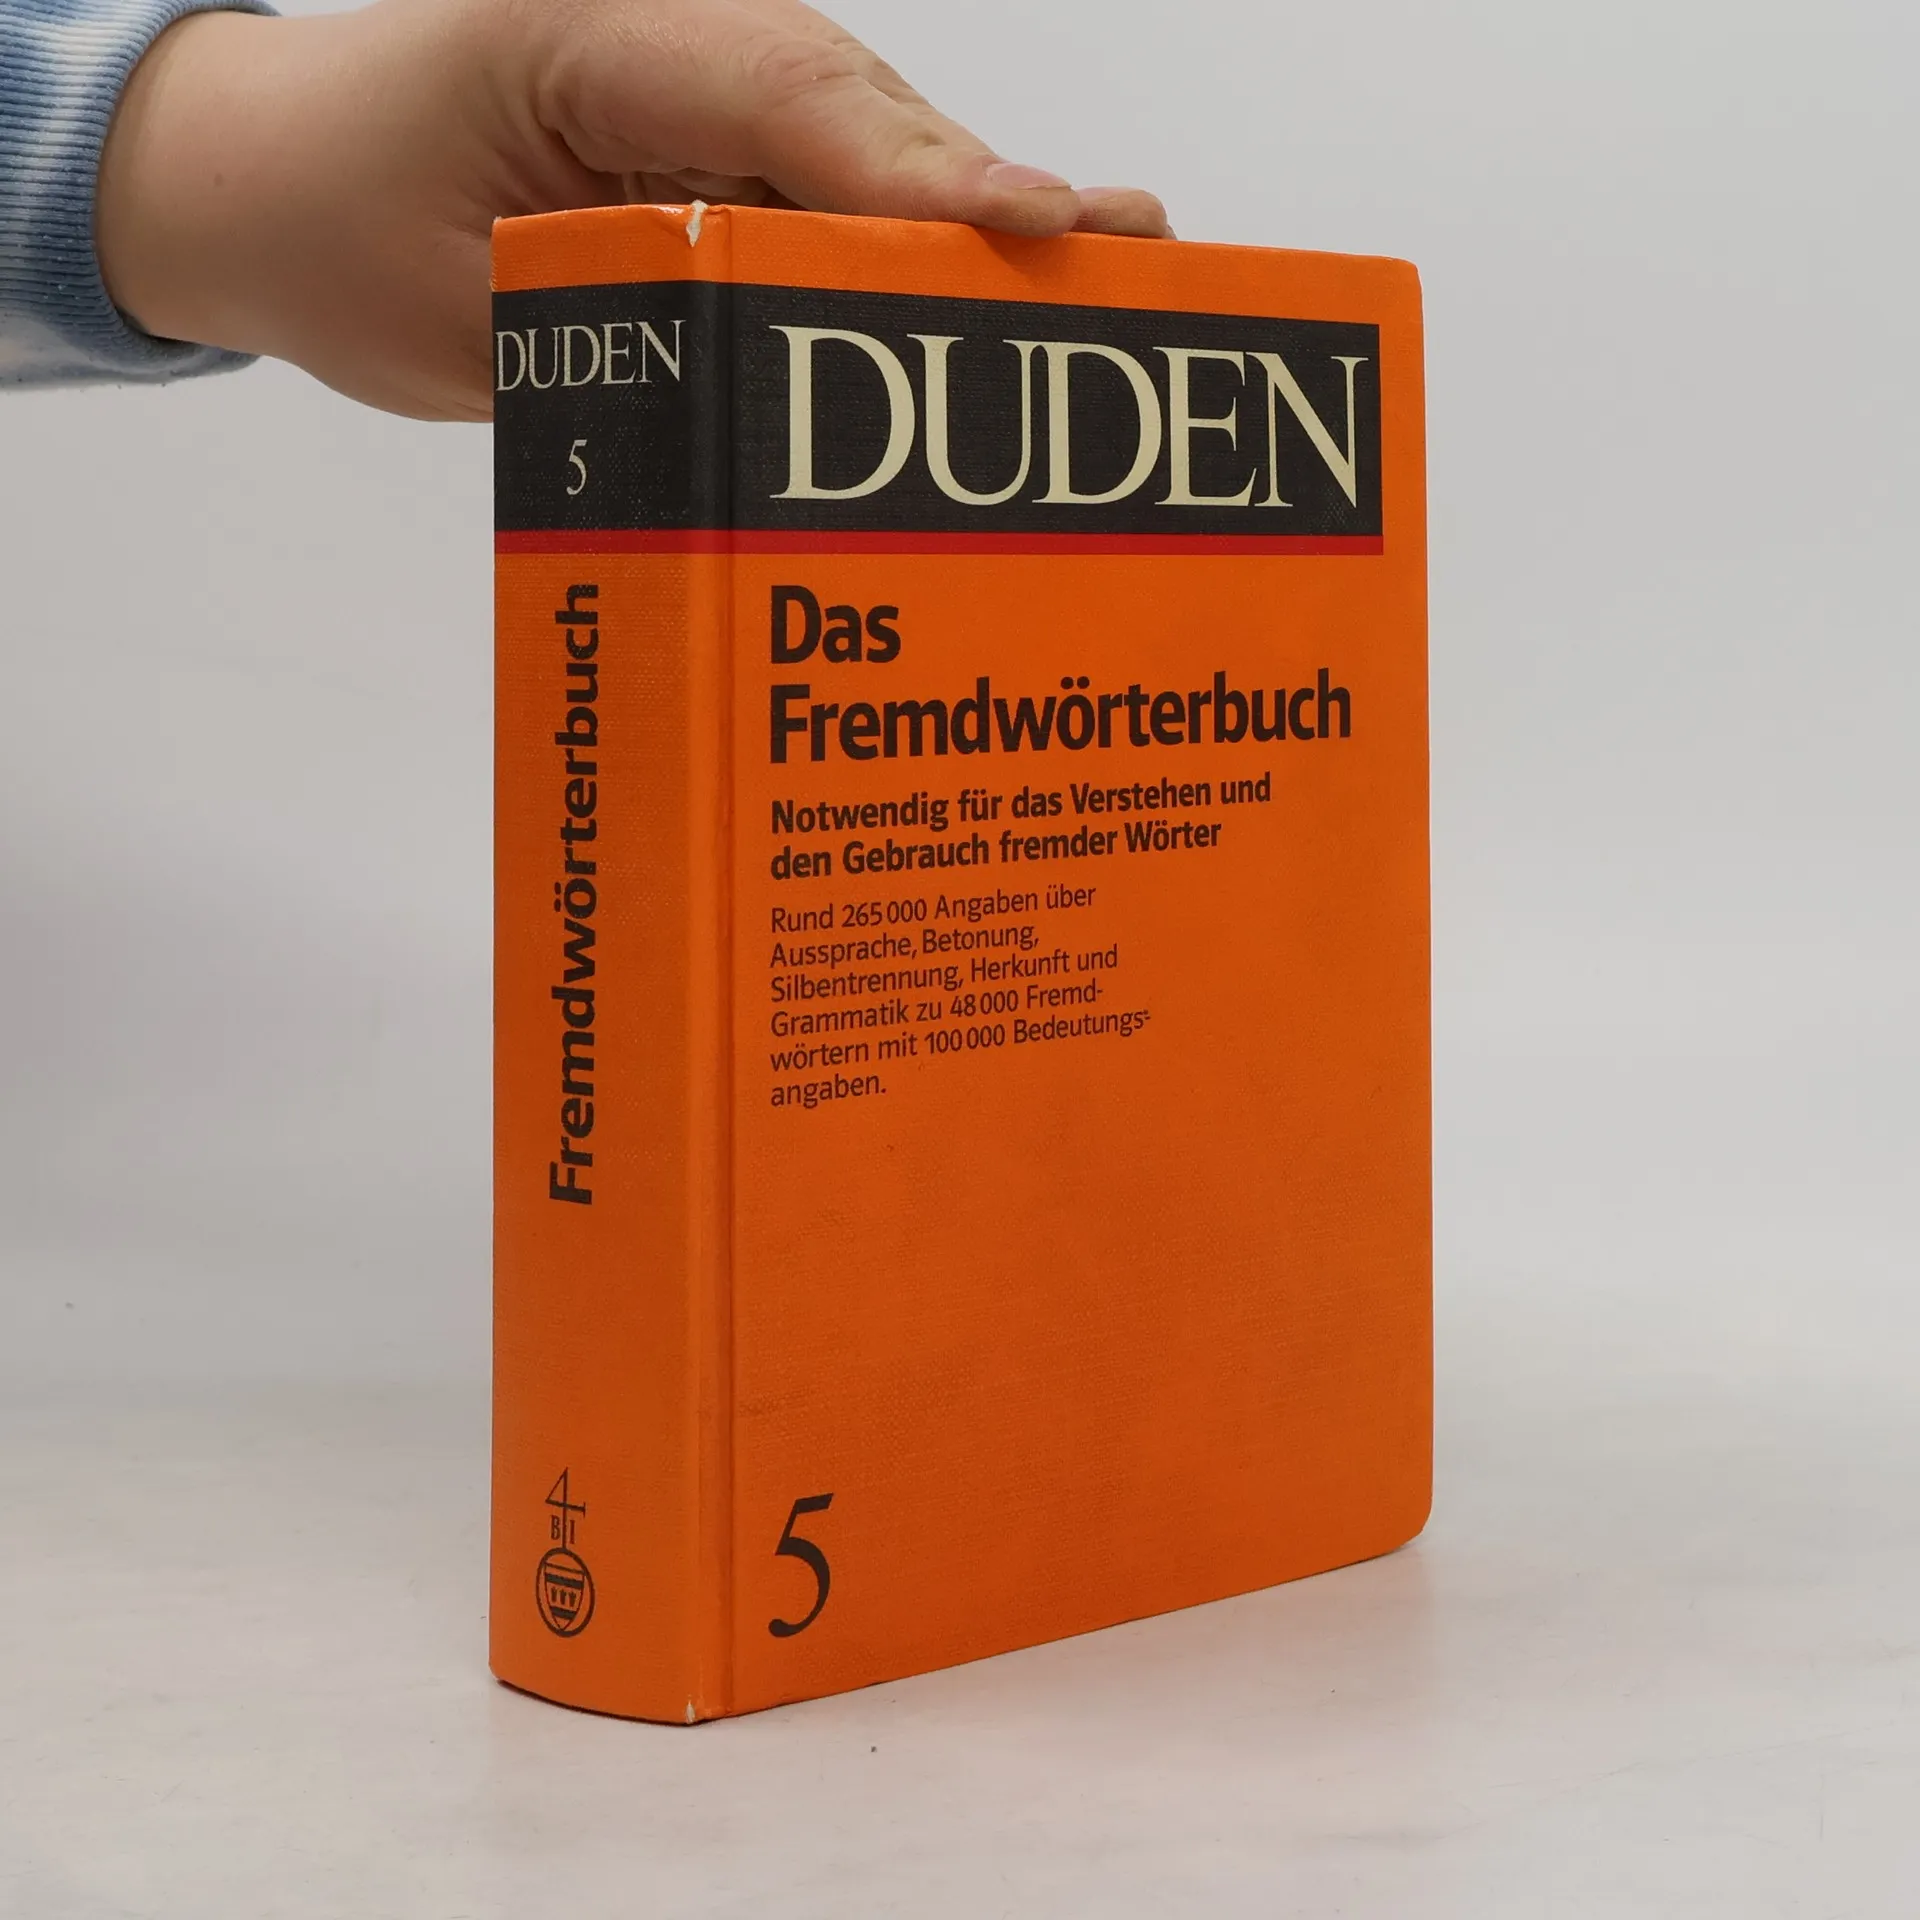 DUDEN
5
Fremdwörterbuch
4
B I
DUDEN
Das
Fremdwörterbuch
Notwendig für das Verstehen und
den Gebrauch fremder Wörter
Rund 265 000 Angaben über
Aussprache, Betonung,
Silbentrennung, Herkunft und
Grammatik zu 48 000 Fremd-
wörtern mit 100 000 Bedeutungs-
angaben.
5